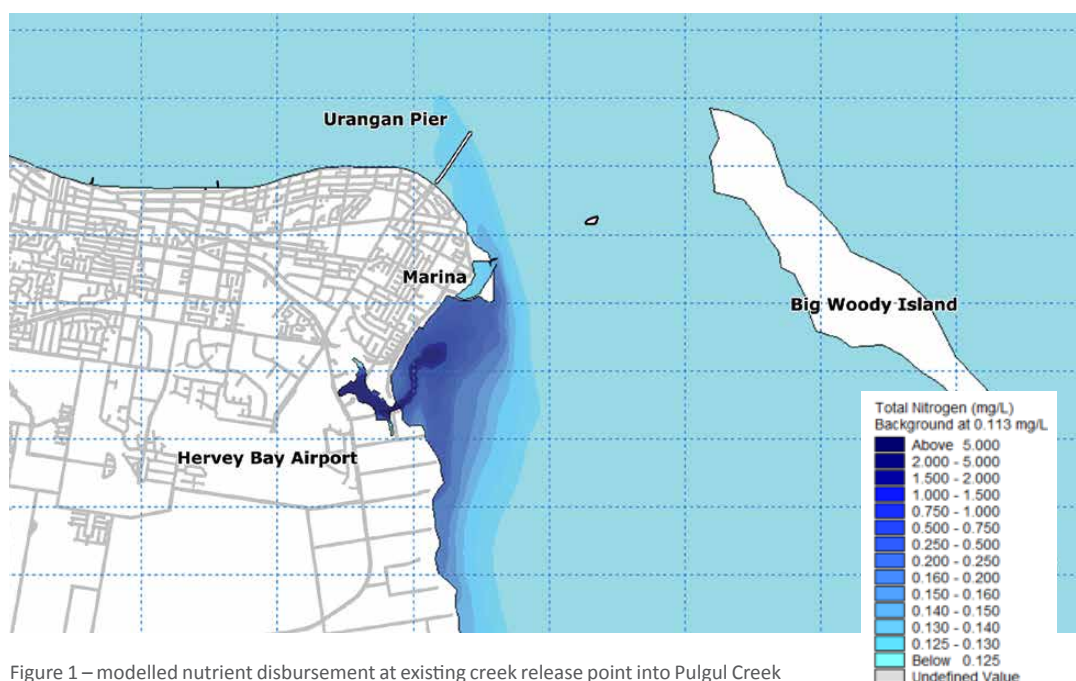 Urangan Pier
Marina
Big Woody Island
Hervey Bay Airport
Total Nitrogen (mg/L)
Background at 0.113 mg/L
Above 5.000
2.000 - 5.000
1.500 - 2.000
1.000 - 1.500
0.750 - 1.000
0.500 - 0.750
0.250 - 0.500
0.200 - 0.250
0.160 - 0.200
0.150 - 0.160
0.140 - 0.150
0.130 - 0.140
0.125 - 0.130
Below 0.125
Undefined Value
Figure 1 – modelled nutrient disbursement at existing creek release point into Pulgul Creek